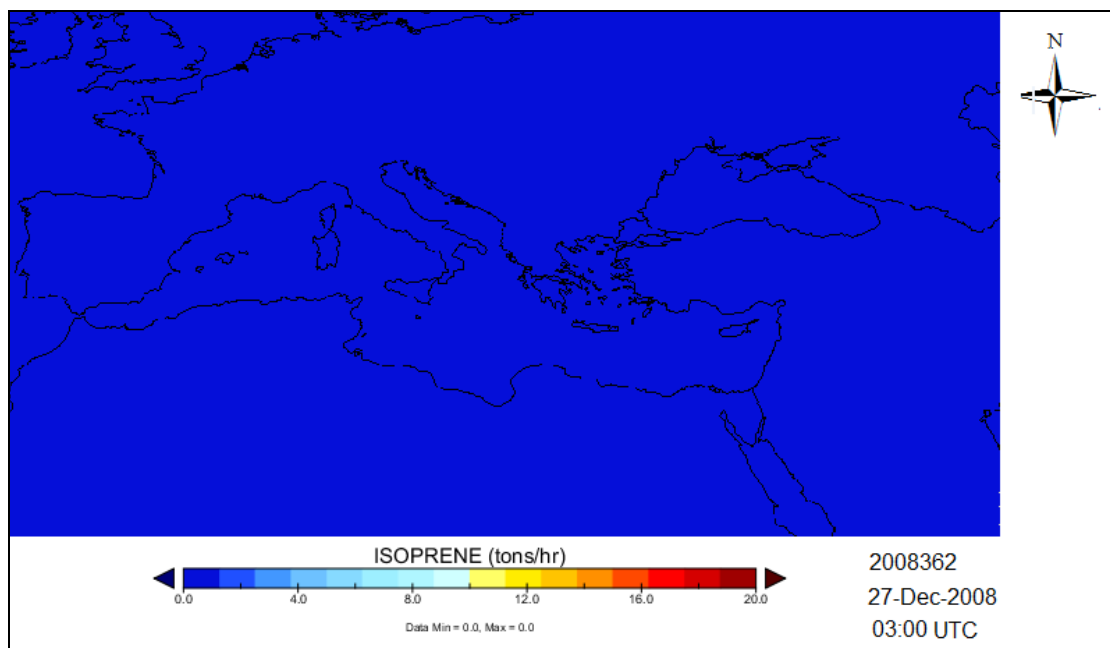 N
ISOPRENE (tons/hr)
0.0 4.0 8.0 12.0 16.0 20.0
Data Min = 0.0, Max = 0.0
2008362
27-Dec-2008
03:00 UTC